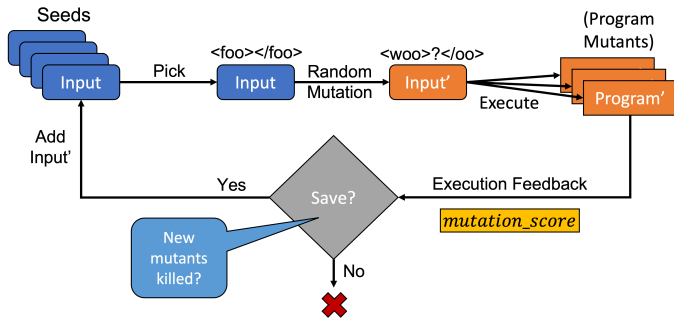 Seeds
(Program
Mutants)
<foo></foo>
<woo>?</oo>
Input
Pick
Input
Random
Mutation
Input’
Execute
Program’
Add
Input’
Yes
Save?
Execution Feedback
mutation_score
New
mutants
killed?
No